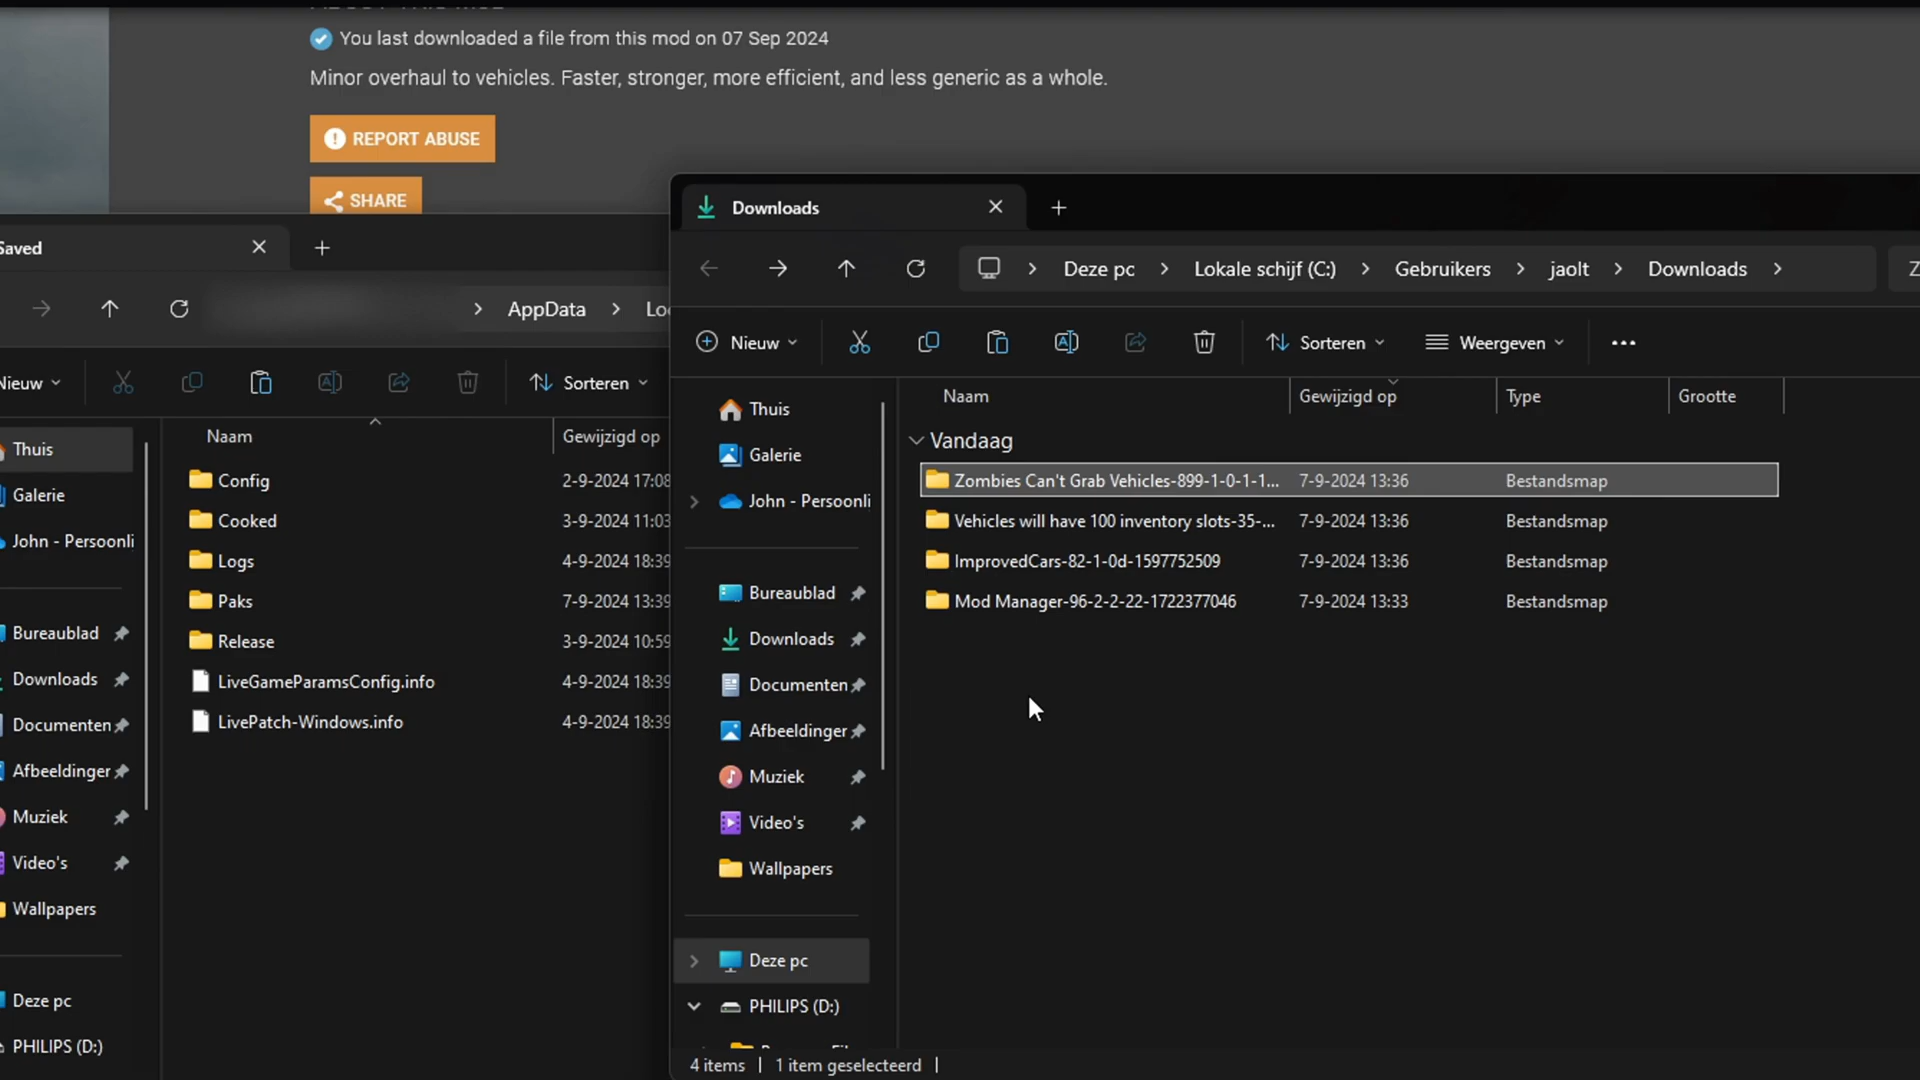 You last downloaded a file from this mod on 07 Sep 2024
Minor overhaul to vehicles. Faster, stronger, more efficient, and less generic as a whole.
REPORT ABUSE
SHARE
Saved
AppData
Nieuw
Sorteren
Naam
Gewijzigd op
Config 2-9-2024 17:08
Cooked 3-9-2024 11:03
Logs 4-9-2024 18:39
Paks 7-9-2024 13:39
Release 3-9-2024 10:59
LiveGameParamsConfig.info 4-9-2024 18:39
LivePatch-Windows.info 4-9-2024 18:39
Thuis
Galerie
John - Persoonli
Bureaublad
Downloads
Documenten
Afbeeldinger
Muziek
Video's
Wallpapers
Deze pc
PHILIPS (D:)
Downloads
Deze pc > Lokale schijf (C:) > Gebruikers > jaolt > Downloads >
Nieuw
Sorteren
Weergeven
Naam Gewijzigd op Type Grootte
Vandaag
Zombies Can't Grab Vehicles-899-1-0-1-1... 7-9-2024 13:36 Bestandsmap
Vehicles will have 100 inventory slots-35-... 7-9-2024 13:36 Bestandsmap
ImprovedCars-82-1-0d-1597752509 7-9-2024 13:36 Bestandsmap
Mod Manager-96-2-2-22-1722377046 7-9-2024 13:33 Bestandsmap
Thuis
Galerie
John - Persoonli
Bureaublad
Downloads
Documenten
Afbeeldinger
Muziek
Video's
Wallpapers
Deze pc
PHILIPS (D:)
4 items | 1 item geselecteerd |